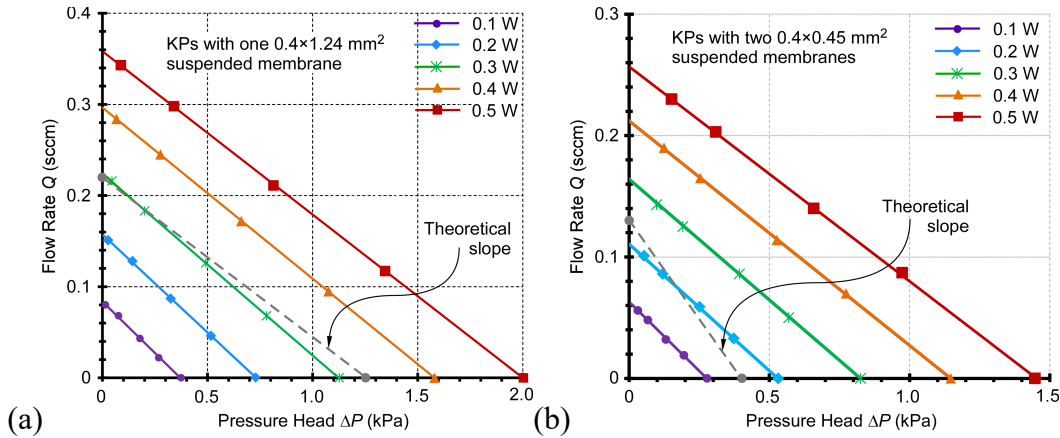 0.4
0.3
0.2
0.1
0
Flow Rate Q (sccm)
KPs with one 0.4×1.24 mm²
suspended membrane
0.1 W
0.2 W
0.3 W
0.4 W
0.5 W
Theoretical
slope
0 0.5 1.0 1.5 2.0
Pressure Head ΔP (kPa)
(a)
0.3
0.2
0.1
0
Flow Rate Q (sccm)
KPs with two 0.4×0.45 mm²
suspended membranes
0.1 W
0.2 W
0.3 W
0.4 W
0.5 W
Theoretical
slope
0 0.5 1.0 1.5
Pressure Head ΔP (kPa)
(b)